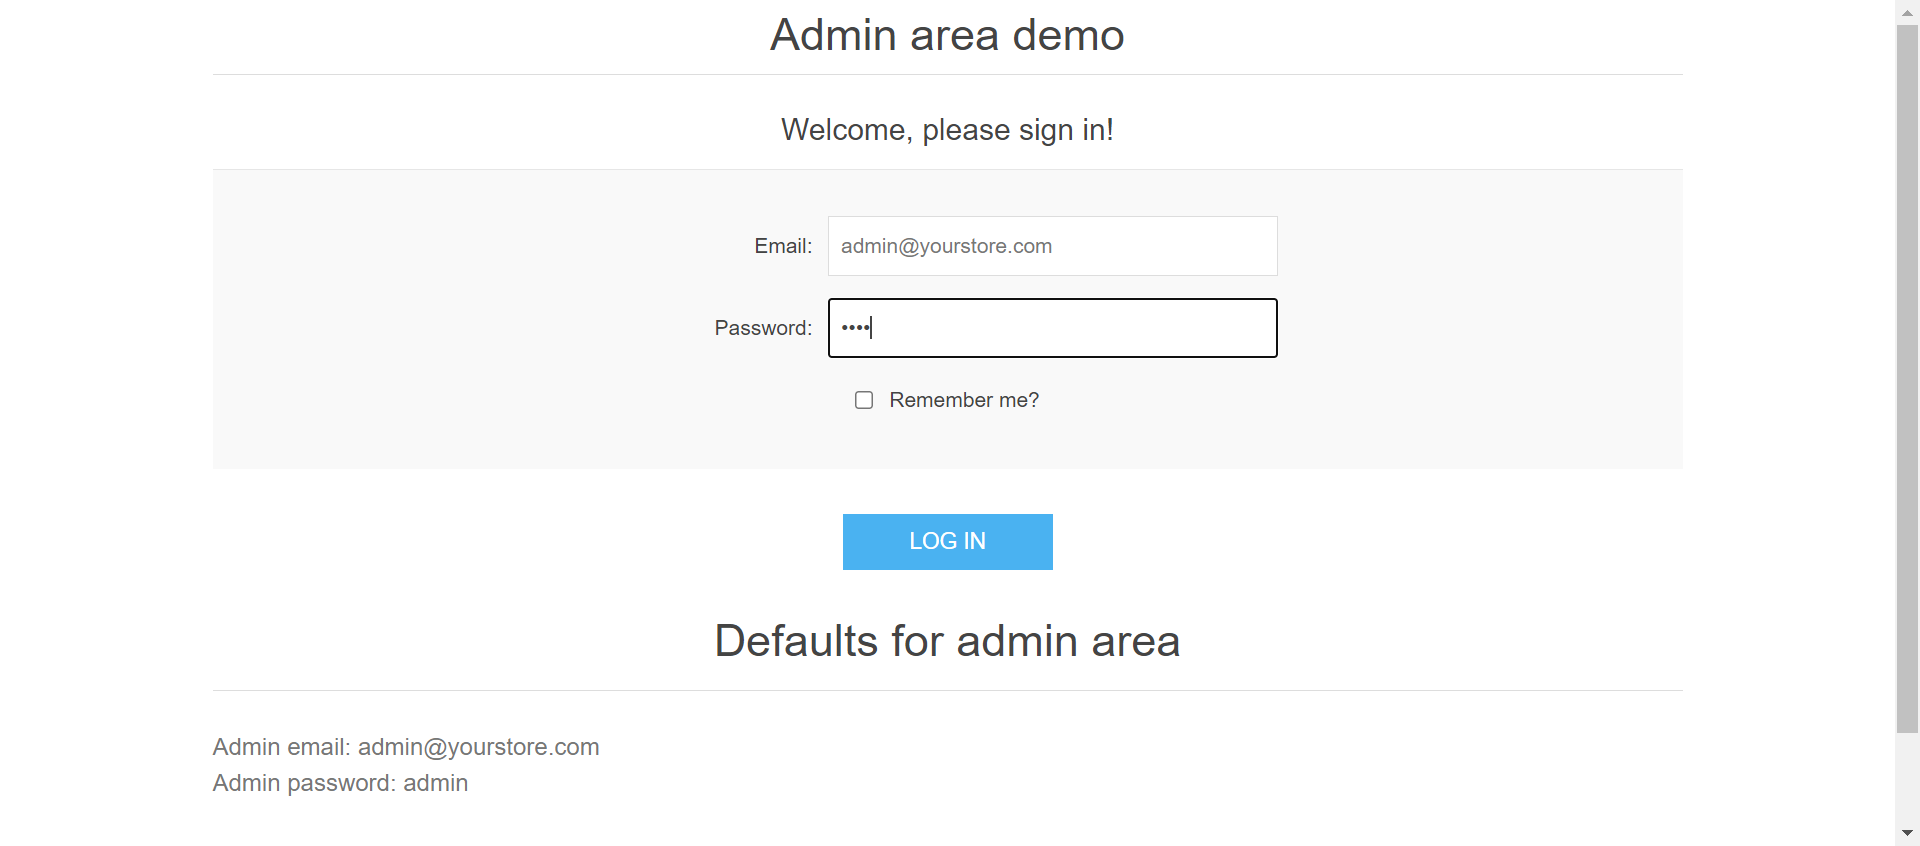 Admin area demo
Welcome, please sign in!
Email: admin@yourstore.com
Password: ••••
Remember me?
LOG IN
Defaults for admin area
Admin email: admin@yourstore.com
Admin password: admin